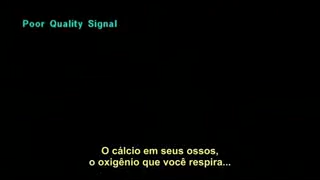 Poor Quality Signal
O cálcio em seus ossos,
o oxigênio que você respira...